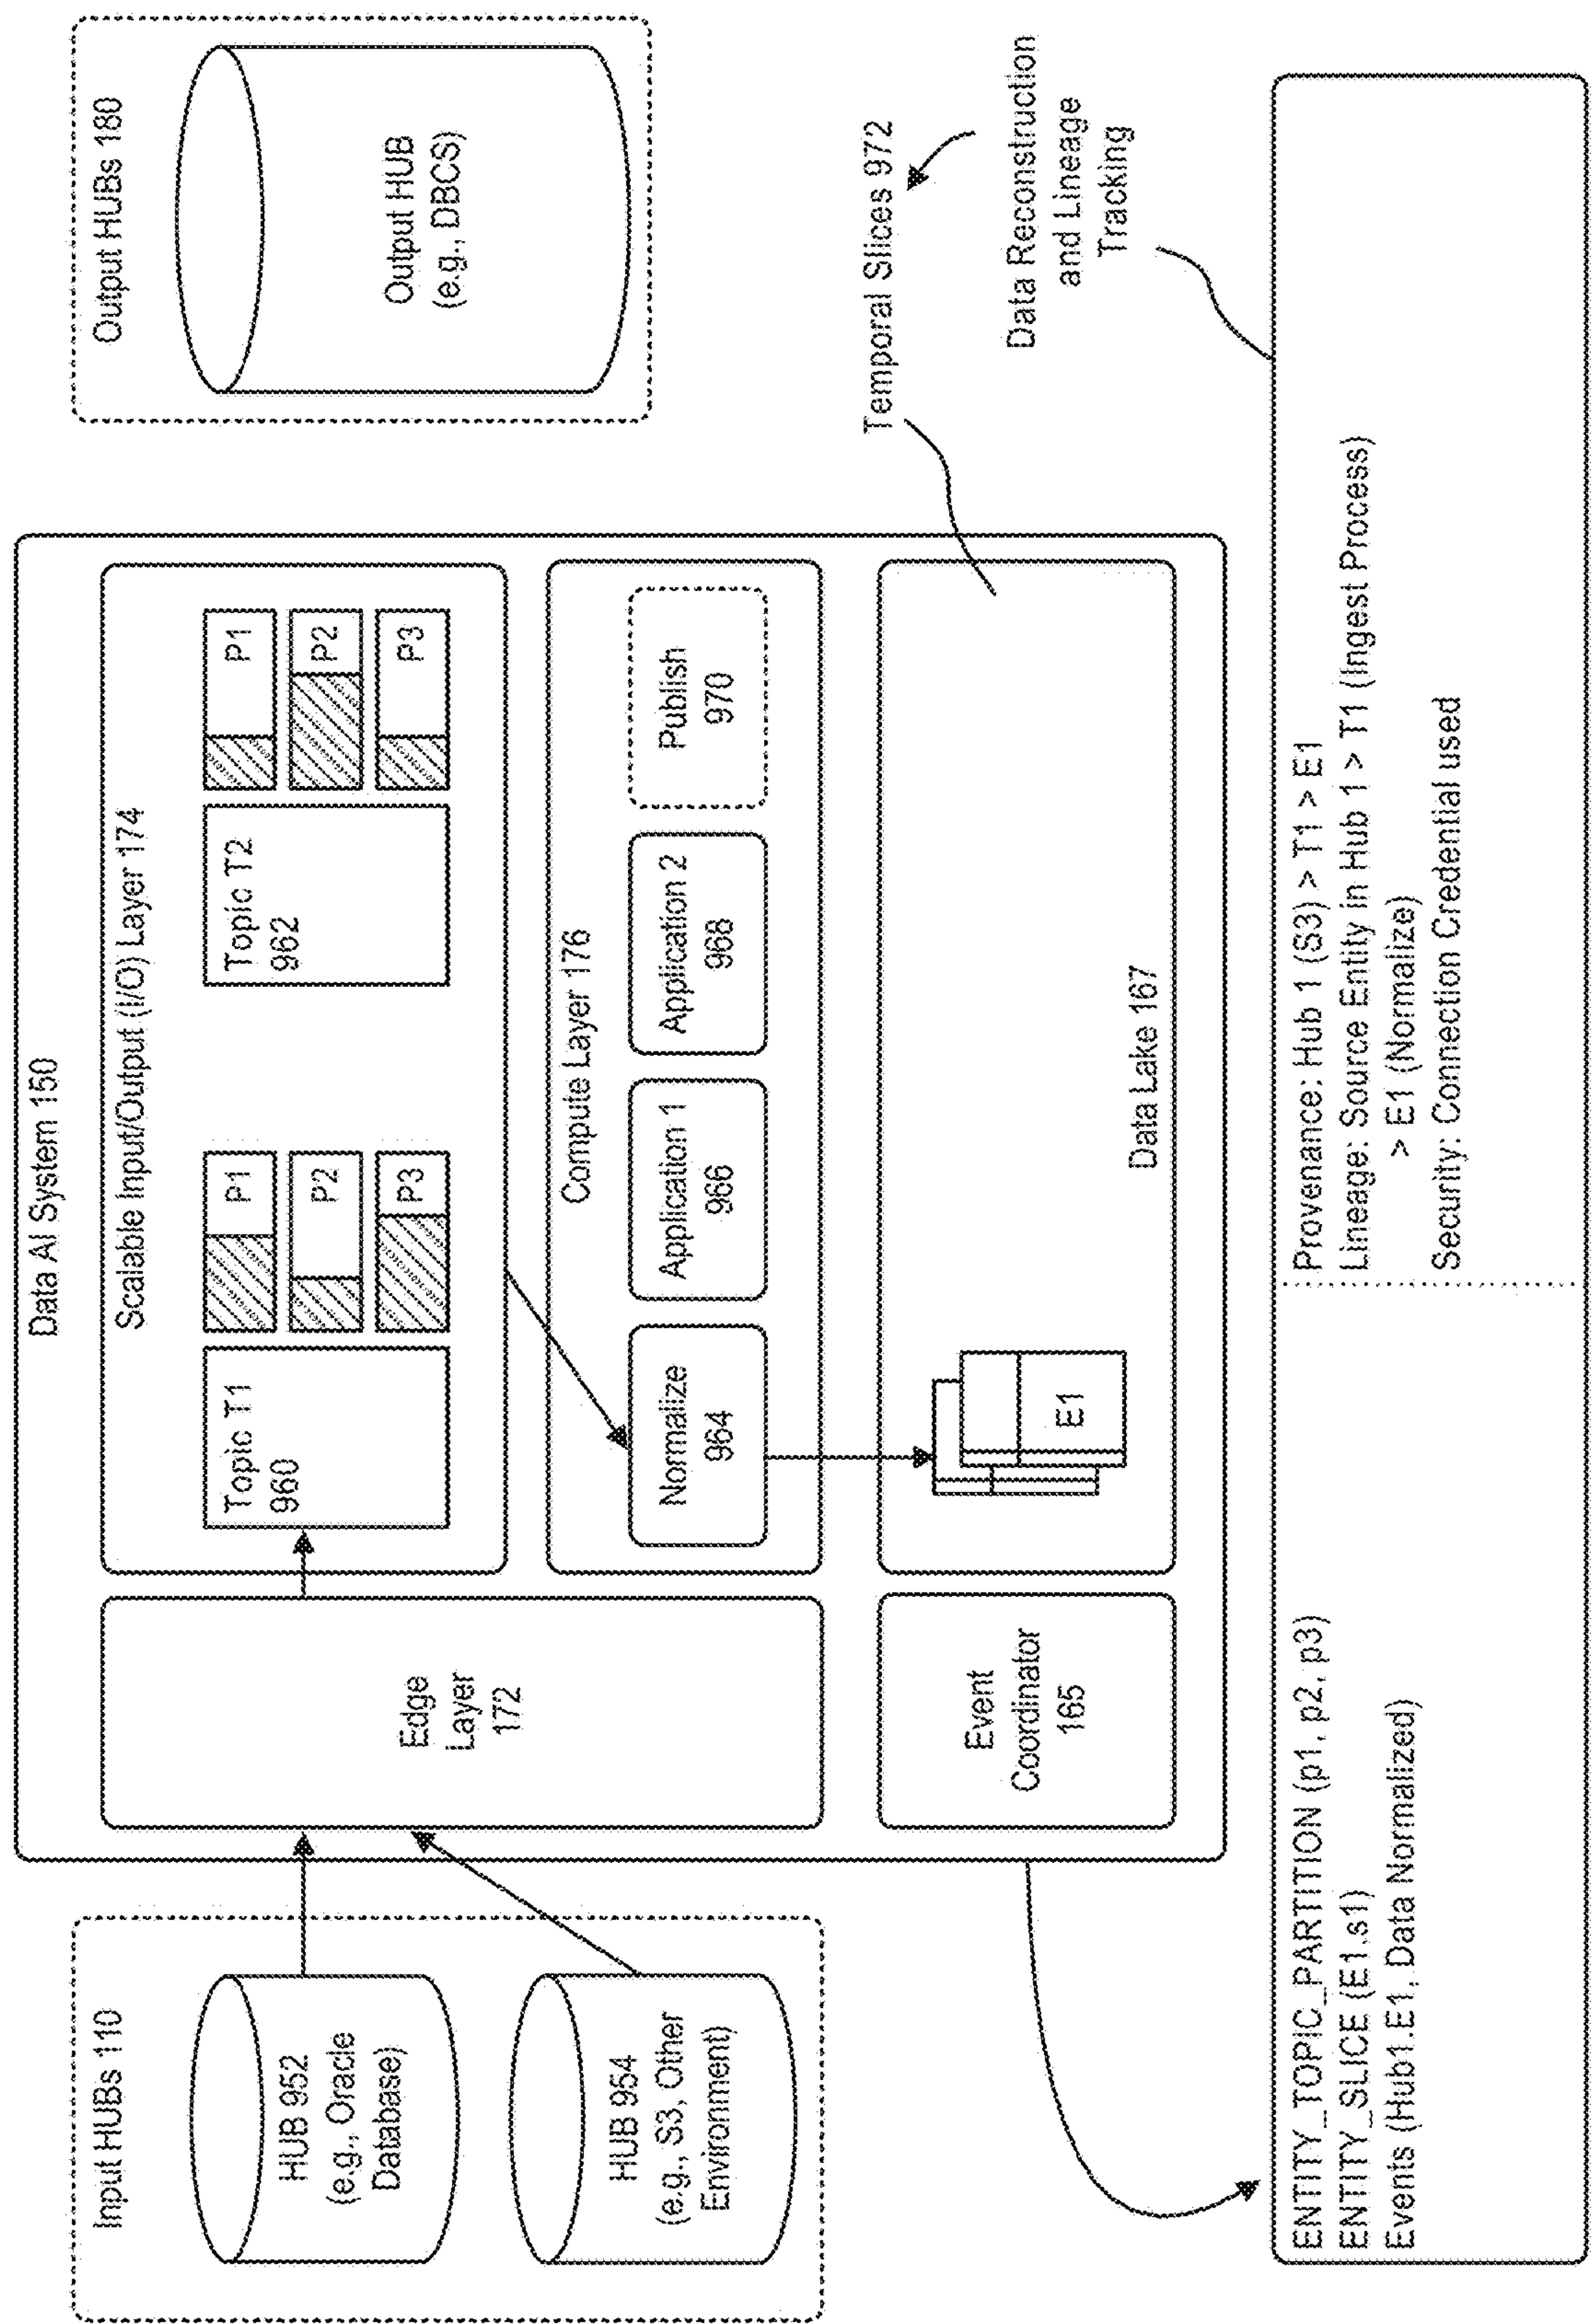 Input HUBs 110
HUB 952
(e.g., Oracle
Database)
HUB 954
(e.g., S3, Other
Environment)
Data AI System 150
Edge
Layer
172
Scalable Input/Output (I/O) Layer 174
Topic T1
960
P1
P2
P3
Topic T2
962
P1
P2
P3
Compute Layer 176
Normalize
964
Application 1
966
Application 2
968
Publish
970
Event
Coordinator
165
E1
Data Lake 167
Output HUBs 180
Output HUB
(e.g., DBCS)
Temporal Slices 972
Data Reconstruction
and Lineage
Tracking
ENTITY_TOPIC_PARTITION (p1, p2, p3)
ENTITY_SLICE (E1.s1)
Events (Hub1.E1, Data Normalized)
Provenance: Hub 1 (S3) > T1 > E1
Lineage: Source Entity in Hub 1 > T1 (Ingest Process)
> E1 (Normalize)
Security: Connection Credential used